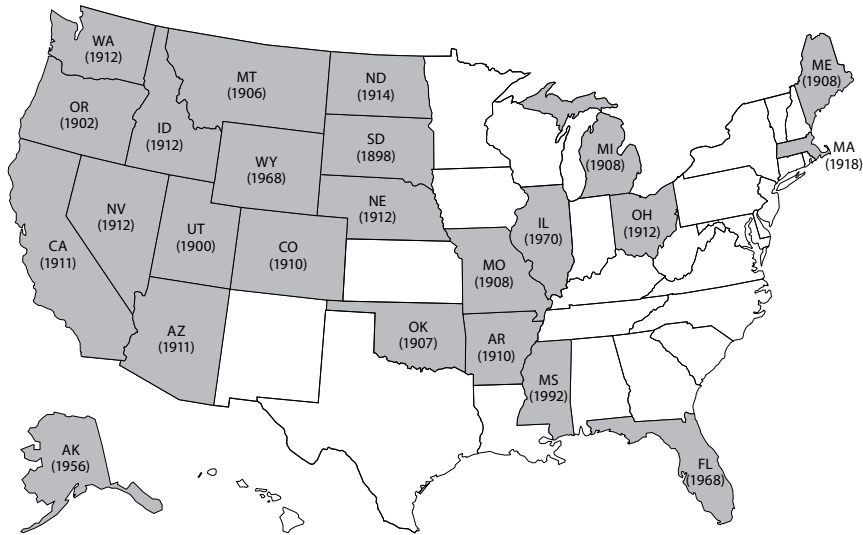 WA
(1912)
MT
(1906)
ND
(1914)
ME
(1908)
OR
(1902)
ID
(1912)
SD
(1898)
MI
(1908)
MA
(1918)
WY
(1968)
NE
(1912)
NV
(1912)
UT
(1900)
CO
(1910)
IL
(1970)
OH
(1912)
CA
(1911)
MO
(1908)
AZ
(1911)
OK
(1907)
AR
(1910)
MS
(1992)
AK
(1956)
FL
(1968)